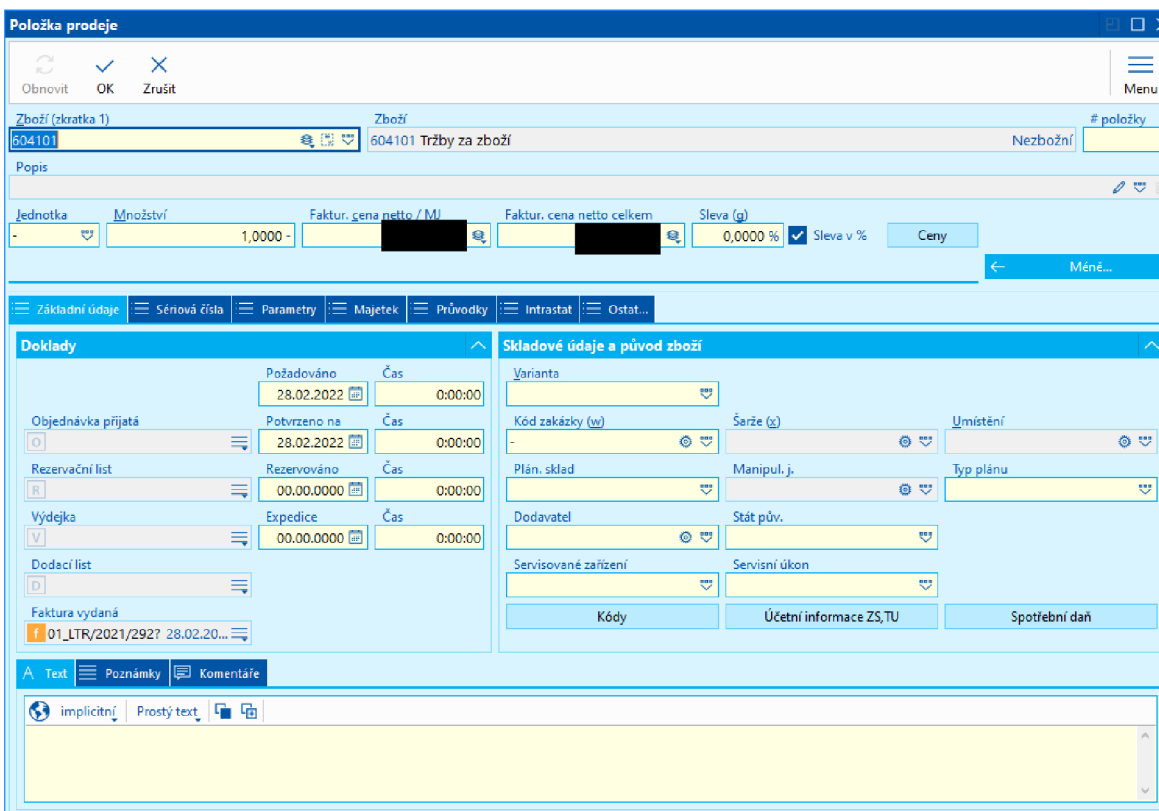 Položka prodeje
Obnovit OK Zrušit Menu
Zboží (zkratka 1) Zboží # položky
604101 604101 Tržby za zboží Nezbožní
Popis
Jednotka Množství Faktur. cena netto / MJ Faktur. cena netto celkem Sleva (g)
- 1,0000 - 0,0000 % Sleva v % Ceny
Méně...
Základní údaje Sériová čísla Parametry Majetek Průvodky Intrastat Ostat...
Doklady Skladové údaje a původ zboží
Požadováno Čas Varianta
28.02.2022 0:00:00
Objednávka přijatá Potvrzeno na Čas Kód zakázky (w) Šarže (x) Umístění
O 28.02.2022 0:00:00 -
Rezervační list Rezervováno Čas Plán. sklad Manipul. j. Typ plánu
R 00.00.0000 0:00:00
Výdejka Expedice Čas Dodavatel Stát pův.
V 00.00.0000 0:00:00
Dodací list Servisované zařízení Servisní úkon
D
Faktura vydaná Kódy Účetní informace ZS,TU Spotřební daň
f 01_LTR/2021/292? 28.02.20...
A Text Poznámky Komentáře
implicitní Prostý text